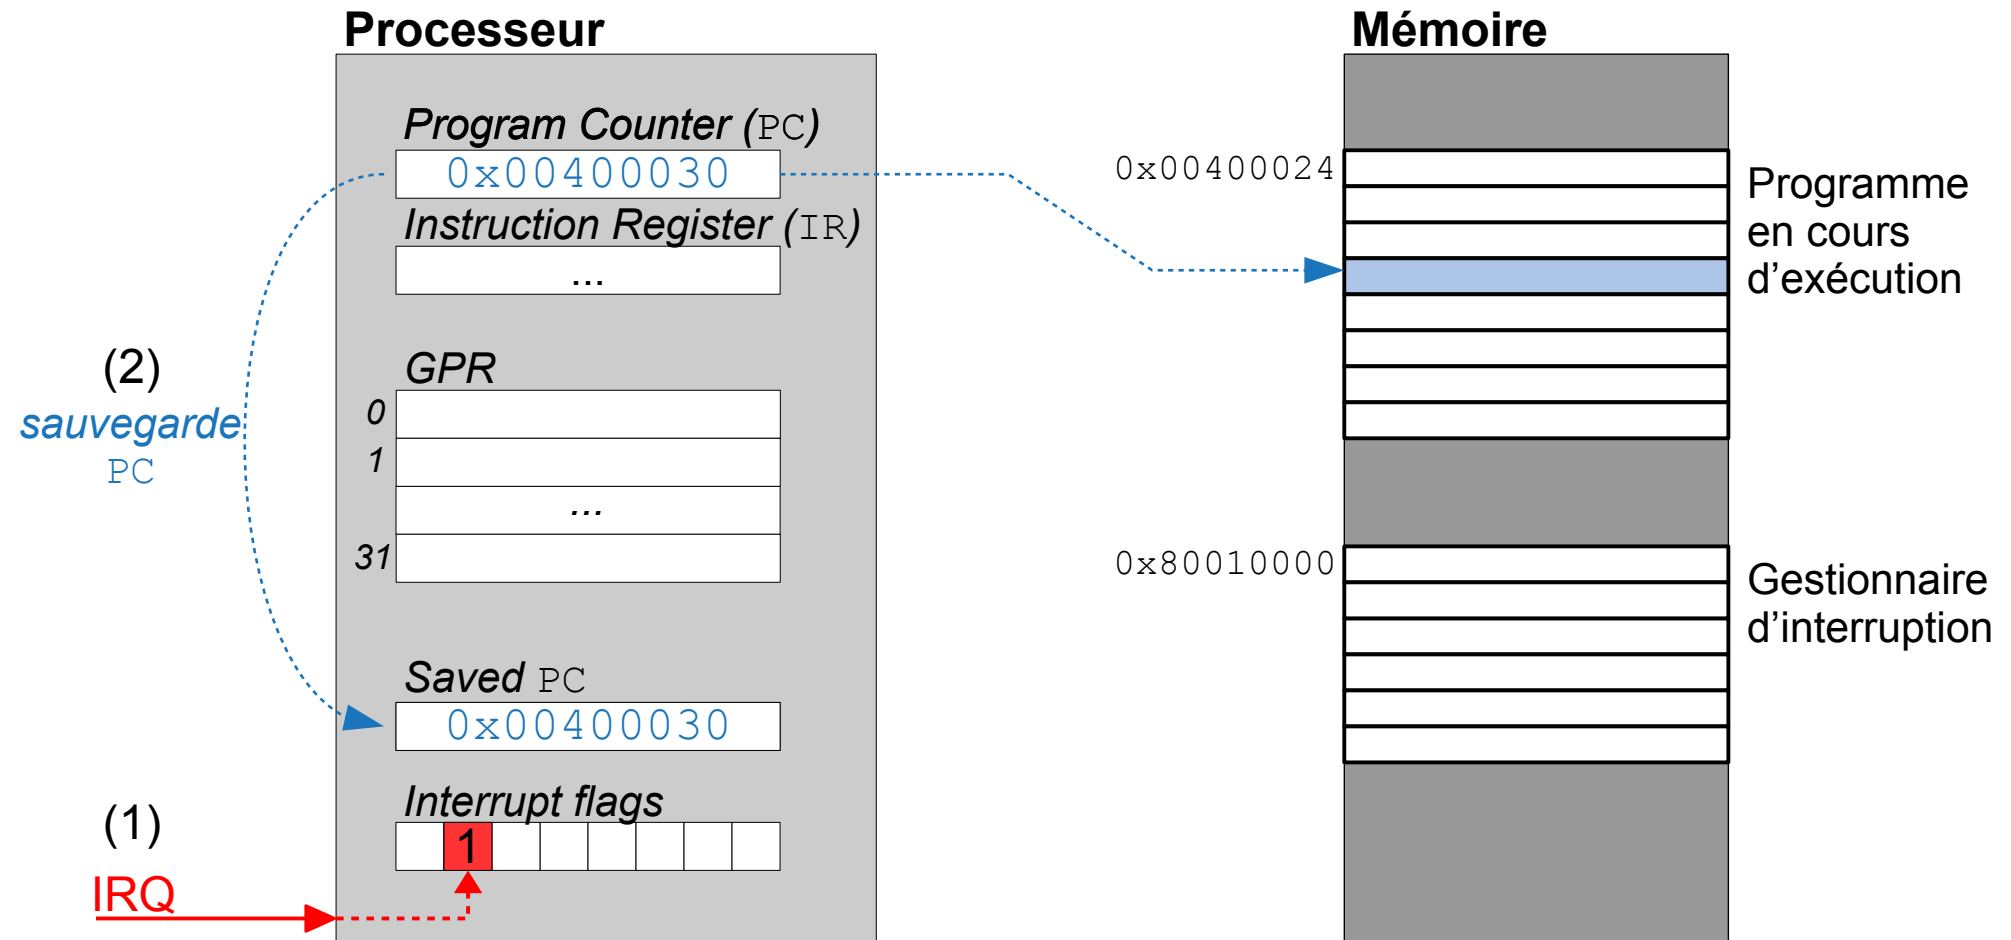 Processeur
Mémoire
Program Counter (PC)
0x00400030
Instruction Register (IR)
...
GPR
0
1
...
31
Saved PC
0x00400030
Interrupt flags
1
(2)
sauvegarde
PC
(1)
IRQ
0x00400024
Programme
en cours
d’exécution
0x80010000
Gestionnaire
d’interruption